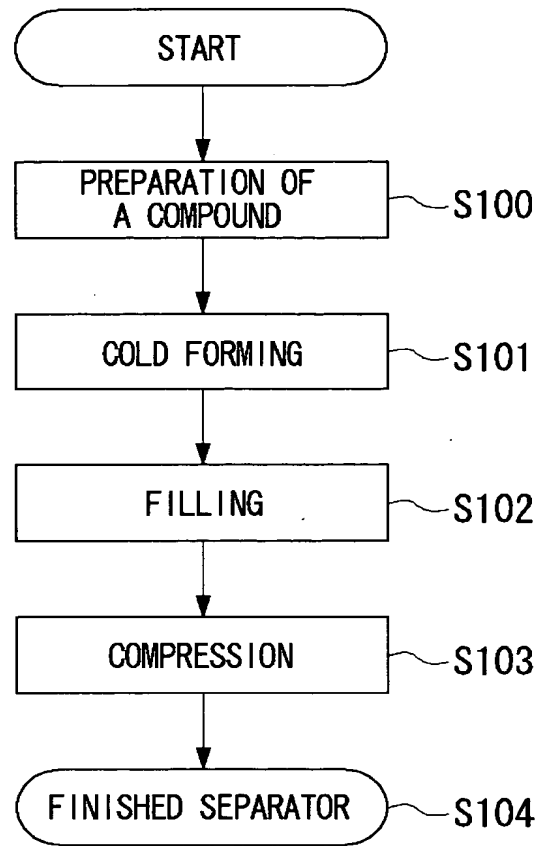 START
PREPARATION OF
A COMPOUND
S100
COLD FORMING
S101
FILLING
S102
COMPRESSION
S103
FINISHED SEPARATOR
S104